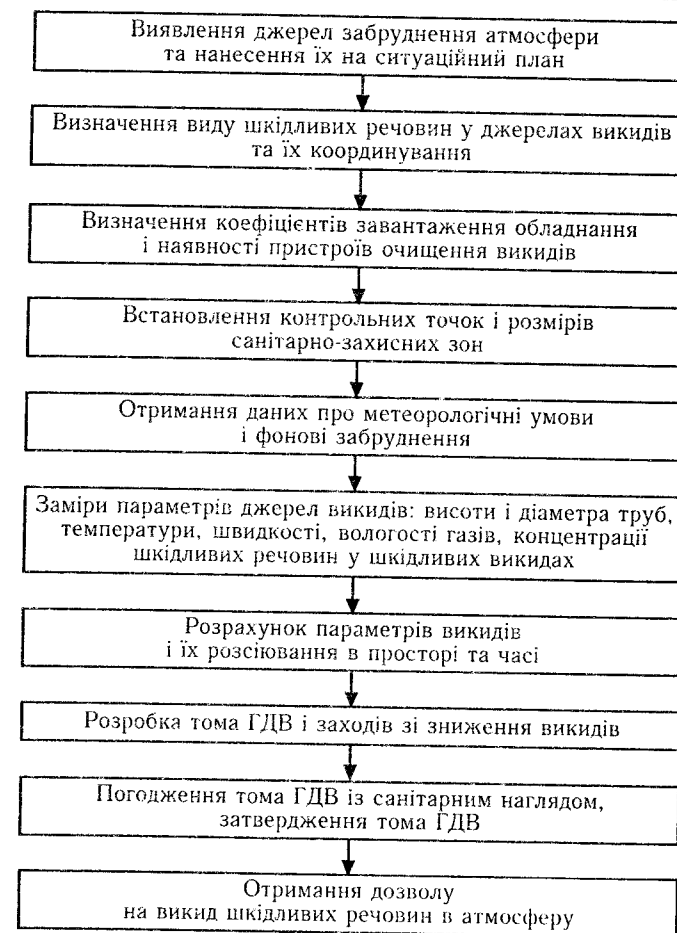 Виявлення джерел забруднення атмосфери
та нанесення їх на ситуаційний план
Визначення виду шкідливих речовин у джерелах викидів
та їх координування
Визначення коефіцієнтів завантаження обладнання
і наявності пристроїв очищення викидів
Встановлення контрольних точок і розмірів
санітарно-захисних зон
Отримання даних про метеорологічні умови
і фонові забруднення
Заміри параметрів джерел викидів: висоти і діаметра труб,
температури, швидкості, вологості газів, концентрації
шкідливих речовин у шкідливих викидах
Розрахунок параметрів викидів
і їх розсіювання в просторі та часі
Розробка тома ГДВ і заходів зі зниження викидів
Погодження тома ГДВ із санітарним наглядом,
затвердження тома ГДВ
Отримання дозволу
на викид шкідливих речовин в атмосферу